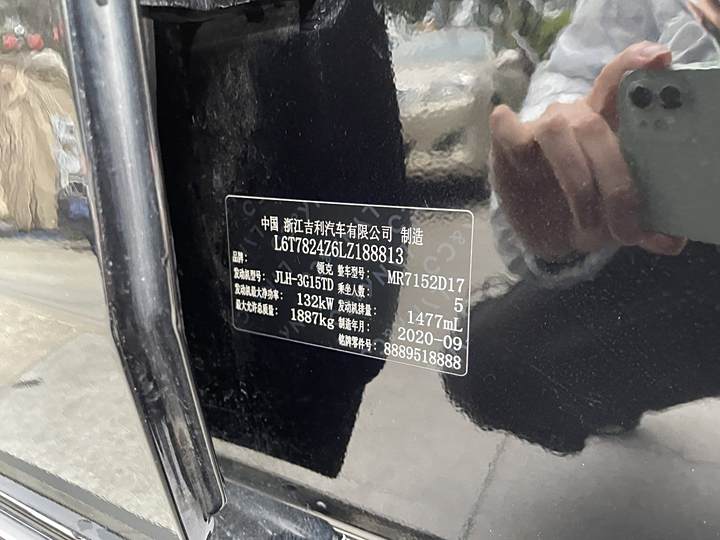 中国 浙江吉利汽车有限公司 制造
L6T7824Z6LZ188813
品牌： 领克 整车型号： MR7152D17
发动机型号： JLH-3G15TD 乘坐人数： 5
发动机最大净功率： 132kW 发动机排量： 1477mL
最大允许总质量： 1887kg 制造年月： 2020-09
铭牌零件号： 8889518888